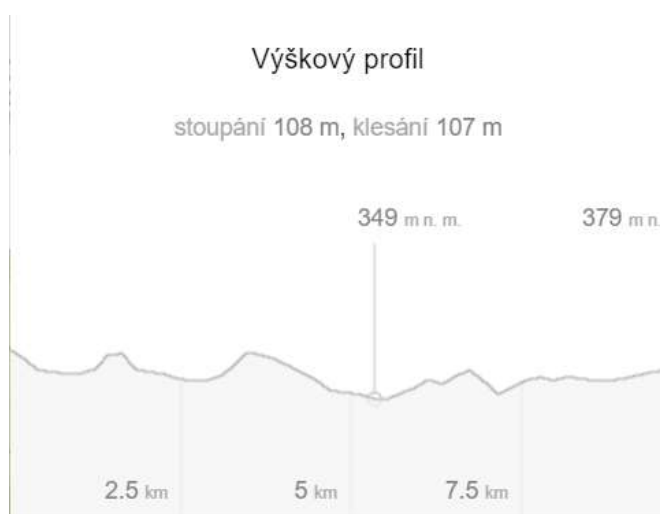 Výškový profil
stoupání 108 m, klesání 107 m
349 m n. m. 379 m n.
2.5 km 5 km 7.5 km